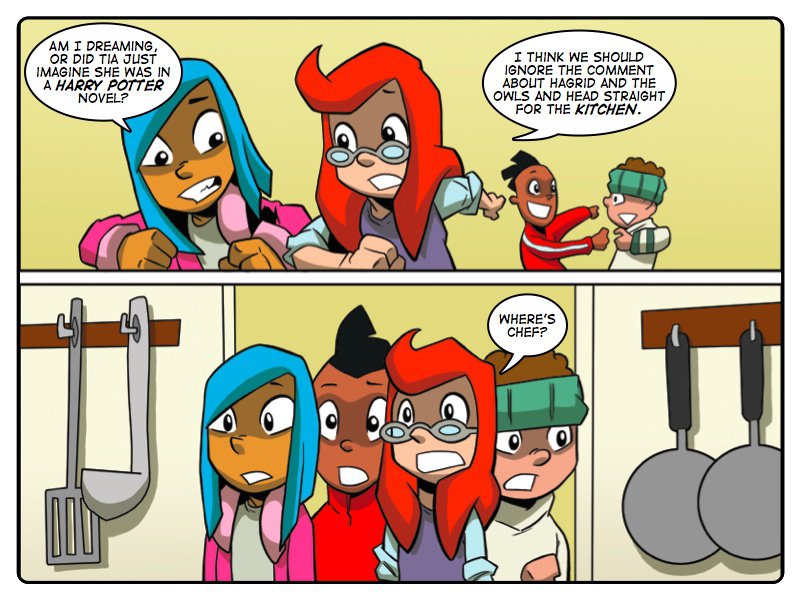 AM I DREAMING,
OR DID TIA JUST
IMAGINE SHE WAS IN
A HARRY POTTER
NOVEL?
I THINK WE SHOULD
IGNORE THE COMMENT
ABOUT HAGRID AND THE
OWLS AND HEAD STRAIGHT
FOR THE KITCHEN.
WHERE'S
CHEF?